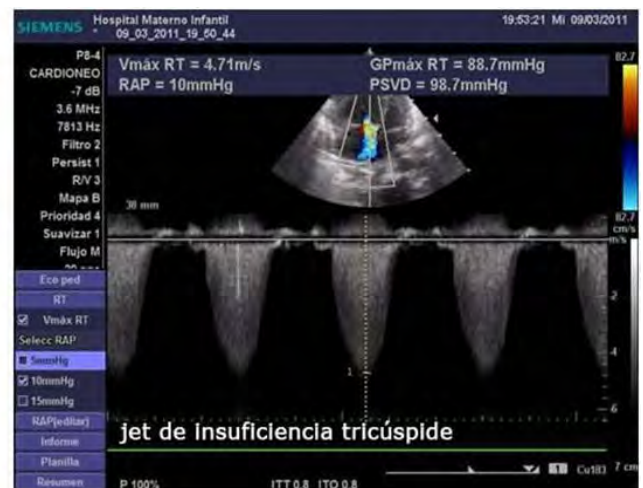 SIEMENS
Hospital Materno Infantil
09_03_2011_19_50_44
19:53:21 Mi 09/03/2011
P8-4
CARDIONEO
-7 dB
3.6 MHz
7813 Hz
Filtro 2
Persist 1
R/V 3
Mapa B
Prioridad 4
Suavizar 1
Flujo M
Vmáx RT = 4.71m/s
GPmáx RT = 88.7mmHg
RAP = 10mmHg
PSVD = 98.7mmHg
82.7
38 mm
82.7
cm/s
m/s
-2
-4
-6
1
Eco ped
RT
Vmáx RT
Selecc RAP
5mmHg
10mmHg
15mmHg
RAP(editar)
Informe
Planilla
Resumen
jet de insuficiencia tricúspide
P 100%
ITT 0.8 ITO 0.8
1
Cu183
7 cm